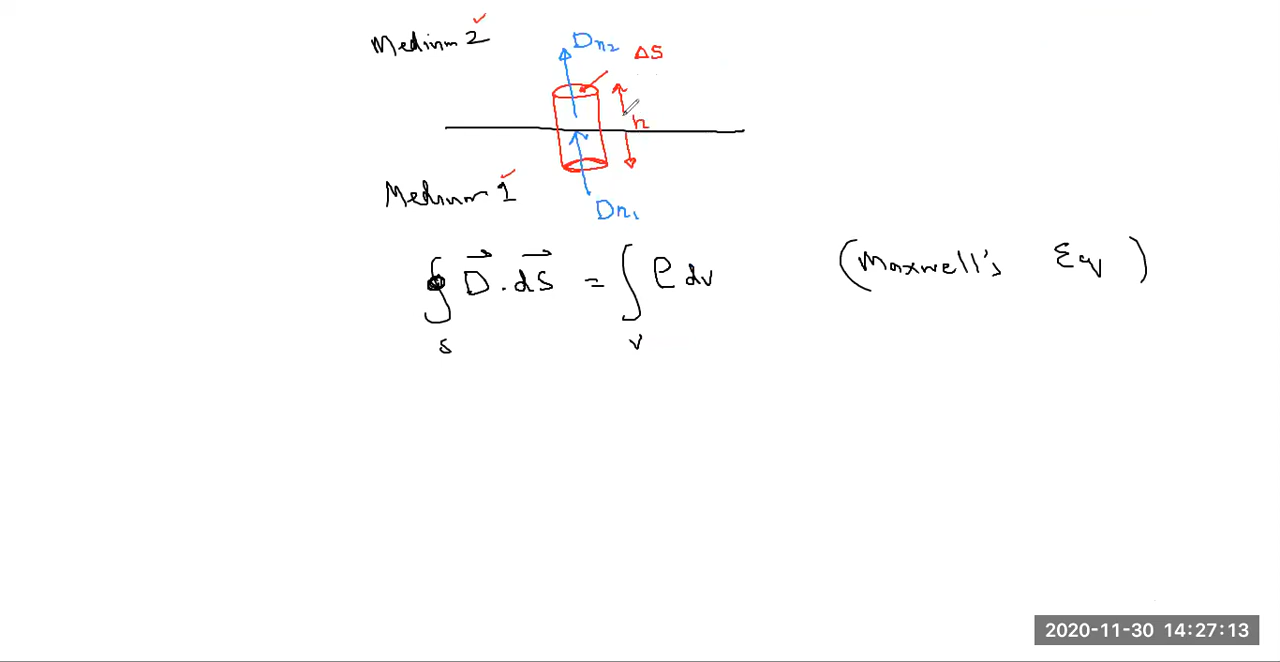 Medium 2
Dn2
ΔS
h
Medium 1
Dn1
∮ D⃗ . dS⃗ = ∫ ρ dv (Maxwell's Eq)
s v
2020-11-30 14:27:13